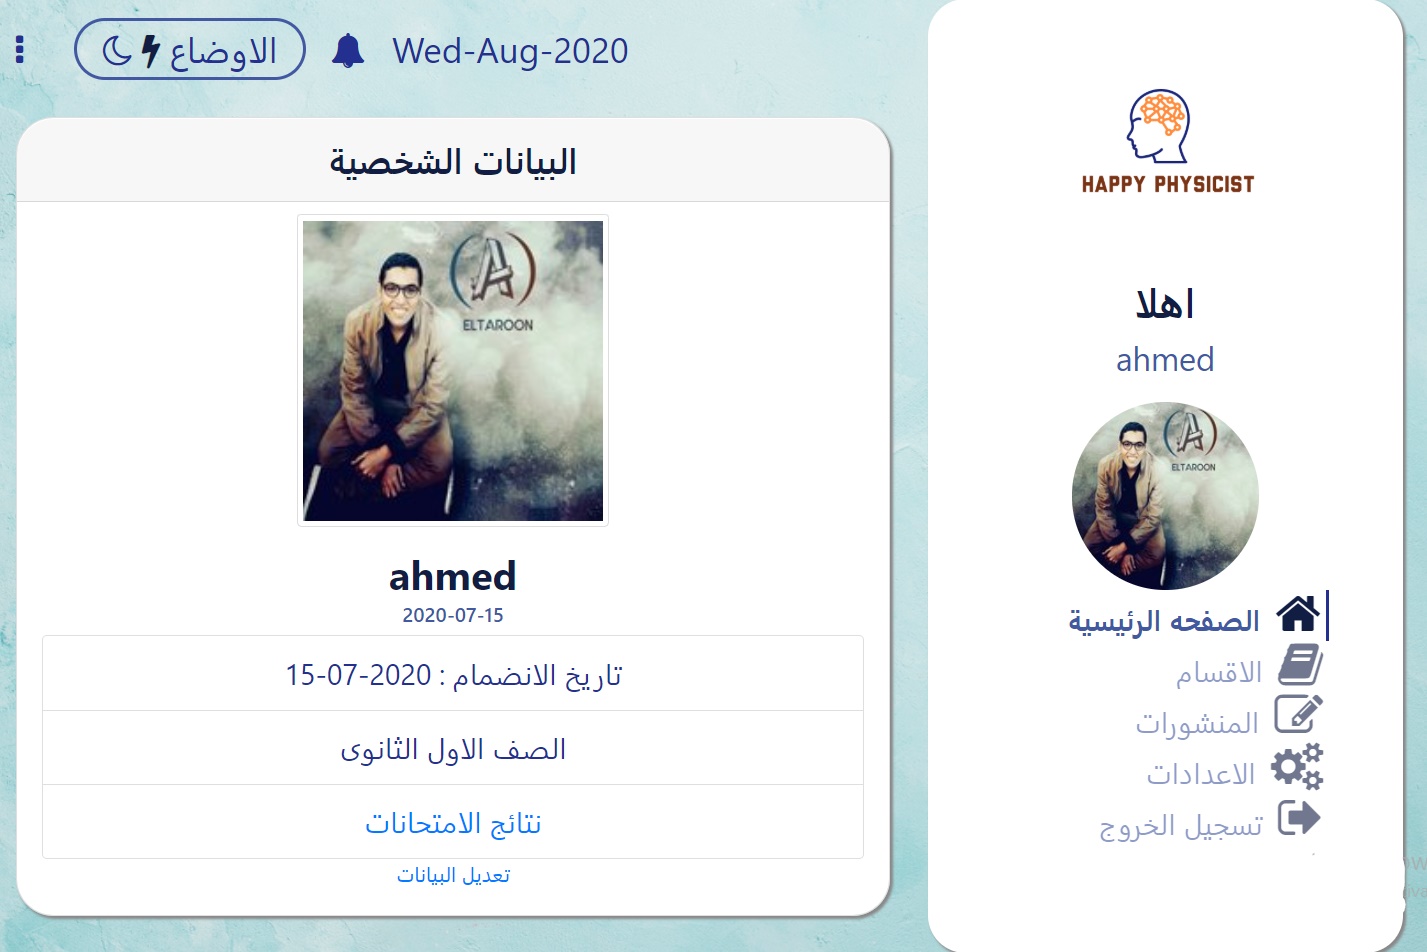 الاوضاع
Wed-Aug-2020
البيانات الشخصية
A
ELTAROON
ahmed
2020-07-15
تاريخ الانضمام : 2020-07-15
الصف الاول الثانوى
نتائج الامتحانات
تعديل البيانات
HAPPY PHYSICIST
اهلا
ahmed
A
ELTAROON
الصفحه الرئيسية
الاقسام
المنشورات
الاعدادات
تسجيل الخروج